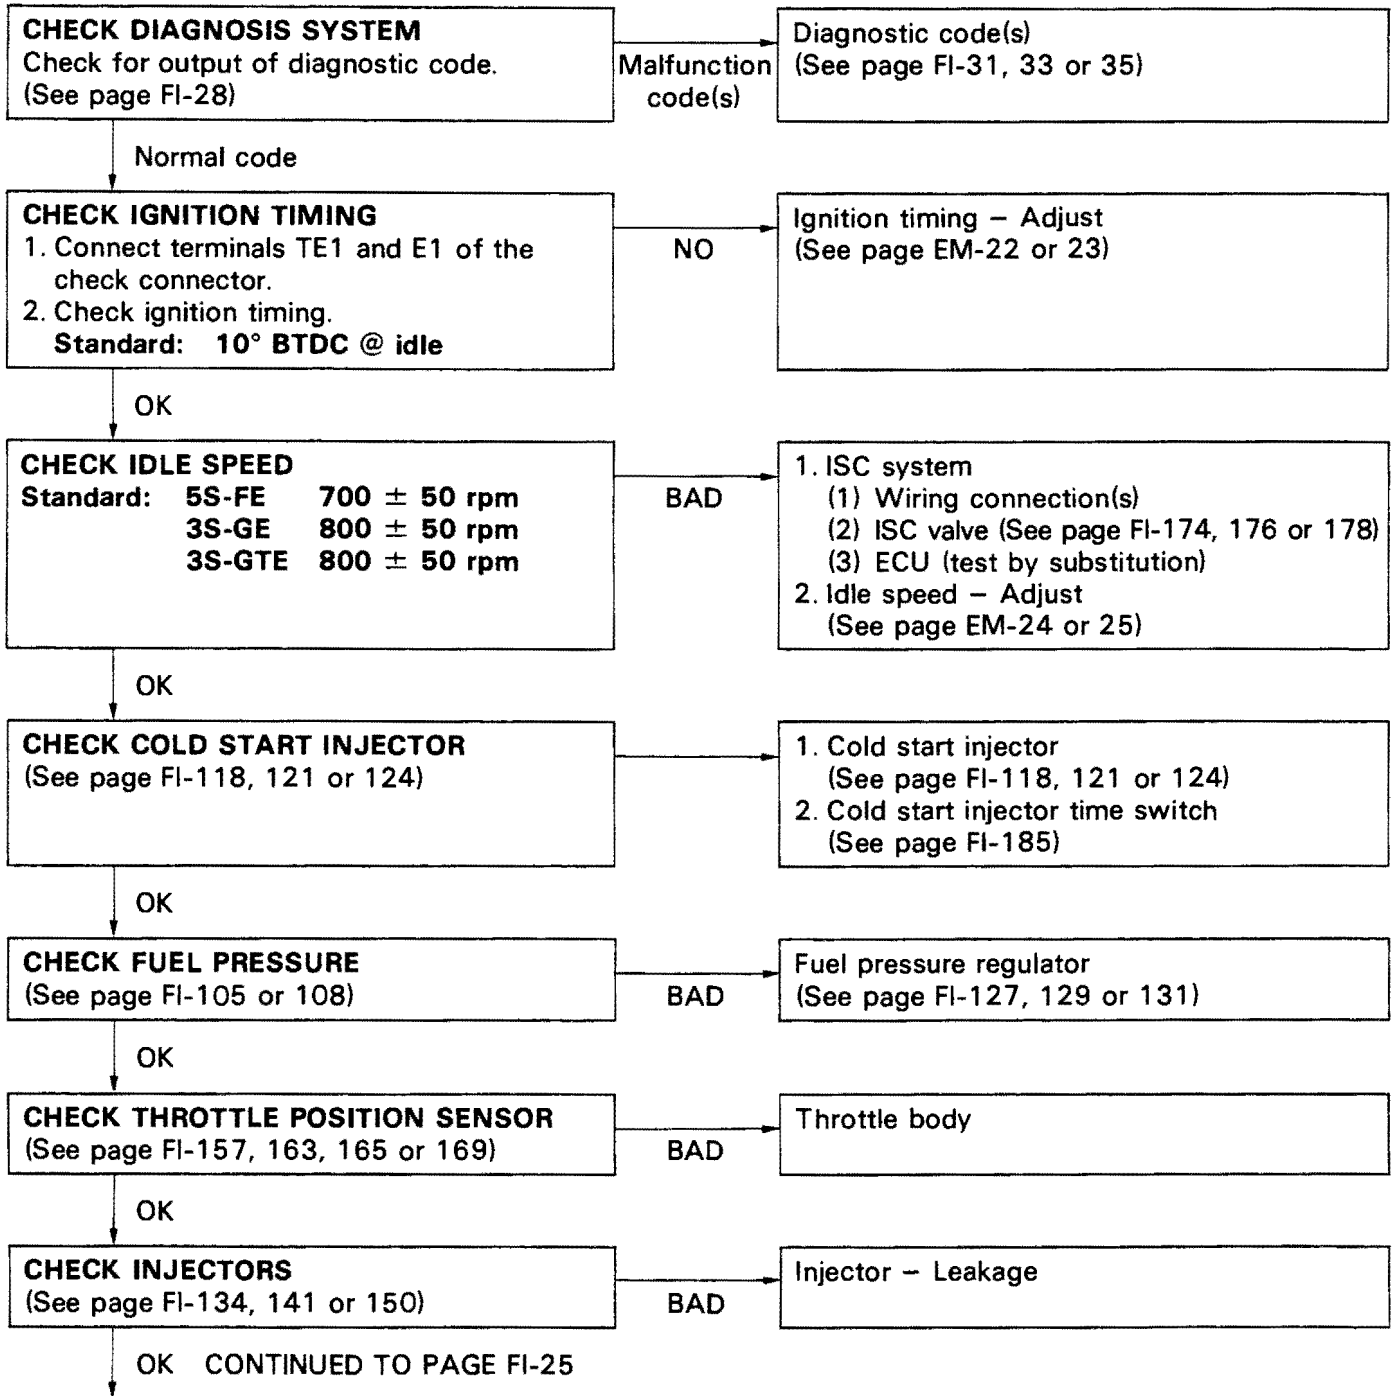 CHECK DIAGNOSIS SYSTEM
Check for output of diagnostic code.
(See page FI-28)
Malfunction
code(s)
Diagnostic code(s)
(See page FI-31, 33 or 35)
Normal code
CHECK IGNITION TIMING
1. Connect terminals TE1 and E1 of the
check connector.
2. Check ignition timing.
Standard: 10° BTDC @ idle
NO
Ignition timing – Adjust
(See page EM-22 or 23)
OK
CHECK IDLE SPEED
Standard: 5S-FE 700 ± 50 rpm
3S-GE 800 ± 50 rpm
3S-GTE 800 ± 50 rpm
BAD
1. ISC system
(1) Wiring connection(s)
(2) ISC valve (See page FI-174, 176 or 178)
(3) ECU (test by substitution)
2. Idle speed – Adjust
(See page EM-24 or 25)
OK
CHECK COLD START INJECTOR
(See page FI-118, 121 or 124)
1. Cold start injector
(See page FI-118, 121 or 124)
2. Cold start injector time switch
(See page FI-185)
OK
CHECK FUEL PRESSURE
(See page FI-105 or 108)
BAD
Fuel pressure regulator
(See page FI-127, 129 or 131)
OK
CHECK THROTTLE POSITION SENSOR
(See page FI-157, 163, 165 or 169)
BAD
Throttle body
OK
CHECK INJECTORS
(See page FI-134, 141 or 150)
BAD
Injector – Leakage
OK CONTINUED TO PAGE FI-25